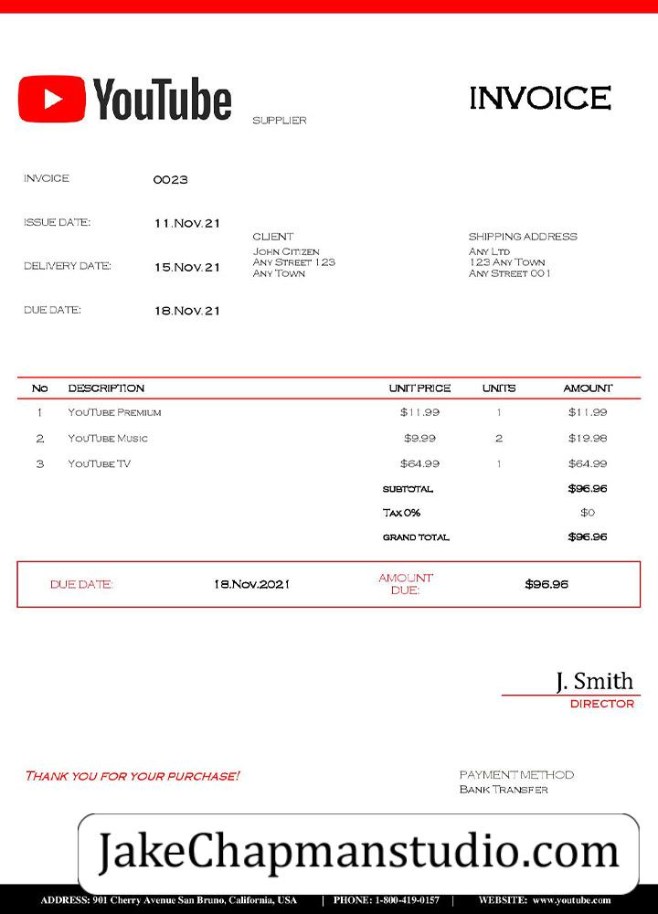 YouTube
SUPPLIER
INVOICE
INVOICE 0023
ISSUE DATE: 11.Nov.21
DELIVERY DATE: 15.Nov.21
DUE DATE: 18.Nov.21
CLIENT
John Citizen
Any Street 123
Any Town
SHIPPING ADDRESS
Any Ltd
123 Any Town
Any Street 001
No DESCRIPTION UNIT PRICE UNITS AMOUNT
1 YouTube Premium $11.99 1 $11.99
2 YouTube Music $9.99 2 $19.98
3 YouTube TV $64.99 1 $64.99
SUBTOTAL $96.96
Tax 0% $0
GRAND TOTAL $96.96
DUE DATE: 18.Nov.2021 AMOUNT
DUE: $96.96
J. Smith
DIRECTOR
Thank you for your purchase!
PAYMENT METHOD
Bank Transfer
JakeChapmanstudio.com
ADDRESS: 901 Cherry Avenue San Bruno, California, USA | PHONE: 1-800-419-0157 | WEBSITE: www.youtube.com